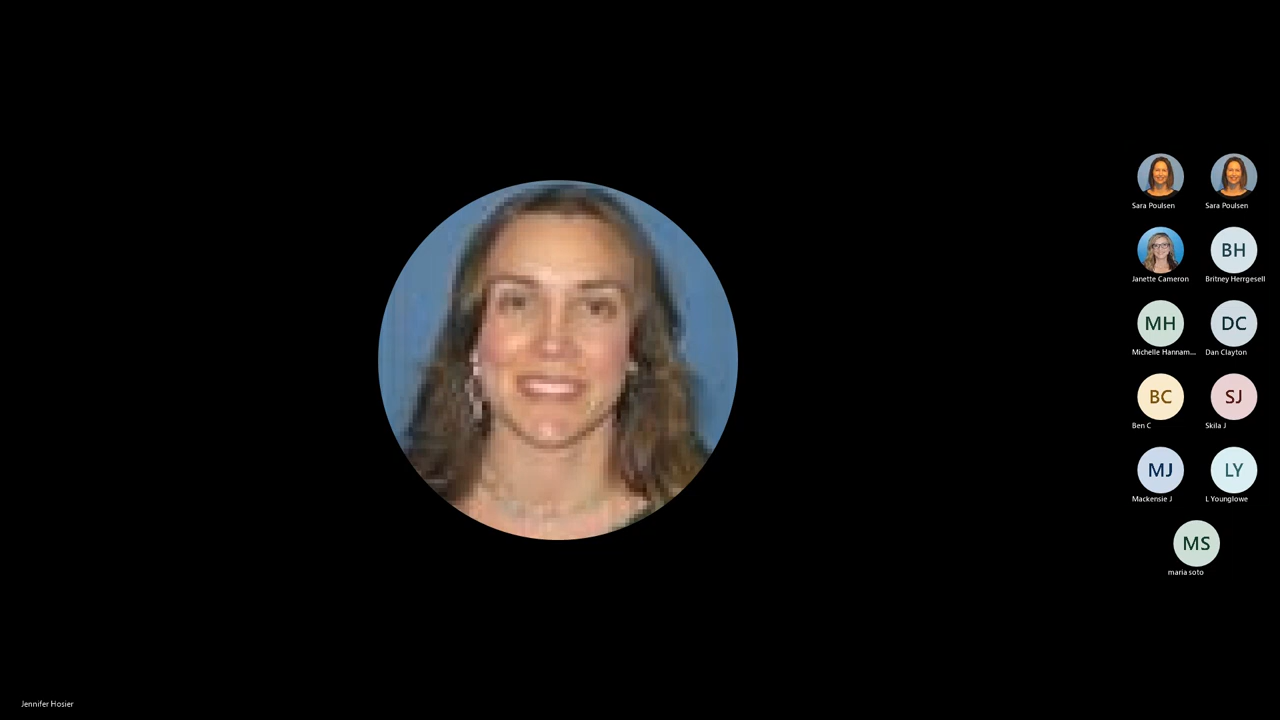 Sara Poulsen
Sara Poulsen
BH
Janette Cameron
Britney Herrgesell
MH
DC
Michelle Hannam...
Dan Clayton
BC
SJ
Ben C
Skila J
MJ
LY
Mackensie J
L Younglowe
MS
maria soto
Jennifer Hosier